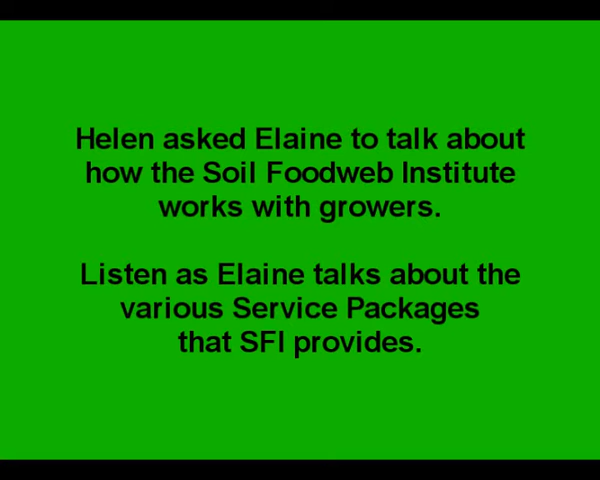 Helen asked Elaine to talk about
how the Soil Foodweb Institute
works with growers.
Listen as Elaine talks about the
various Service Packages
that SFI provides.